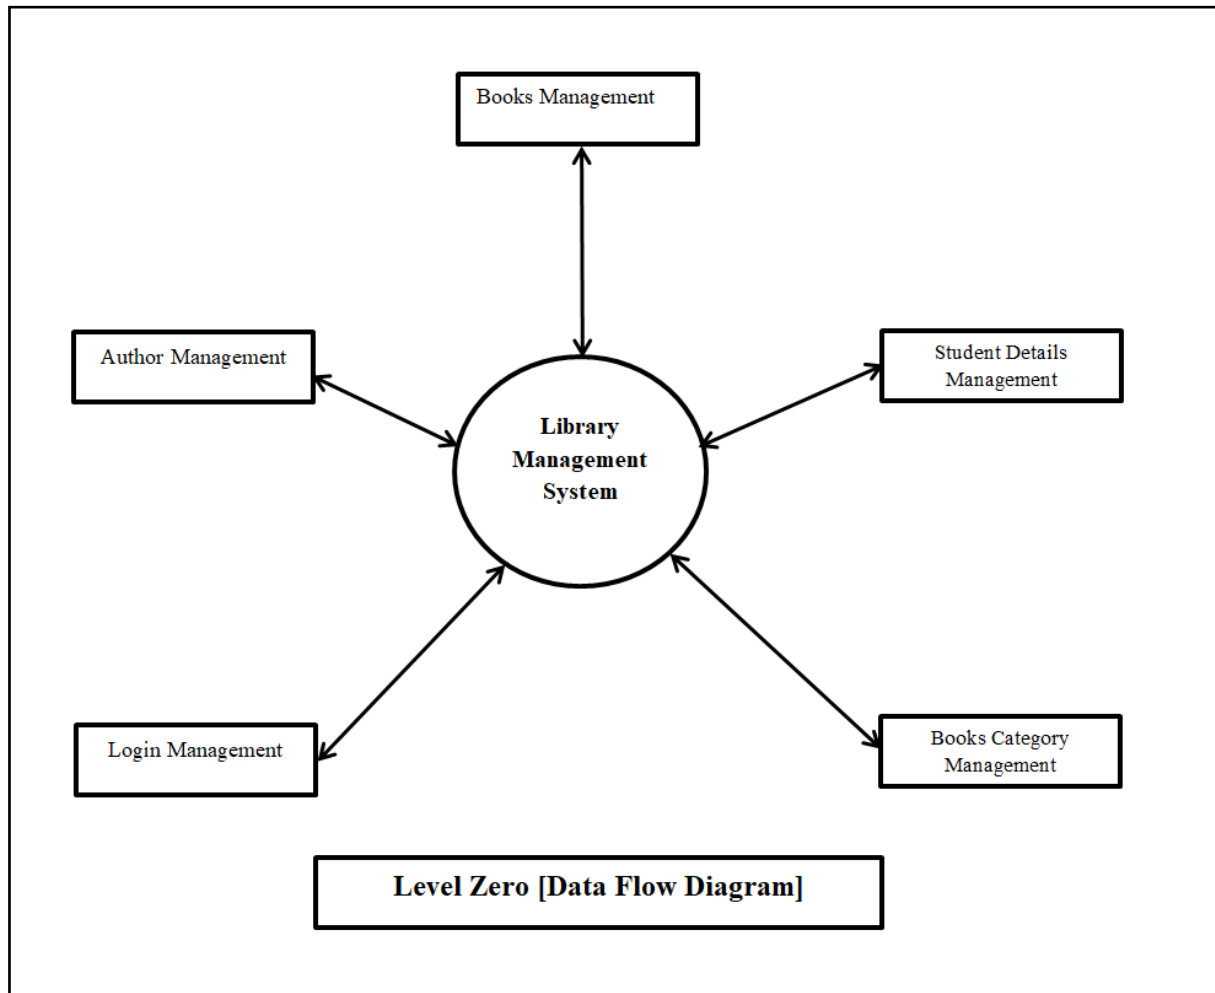 Books Management
Author Management
Student Details
Management
Library
Management
System
Login Management
Books Category
Management
Level Zero [Data Flow Diagram]